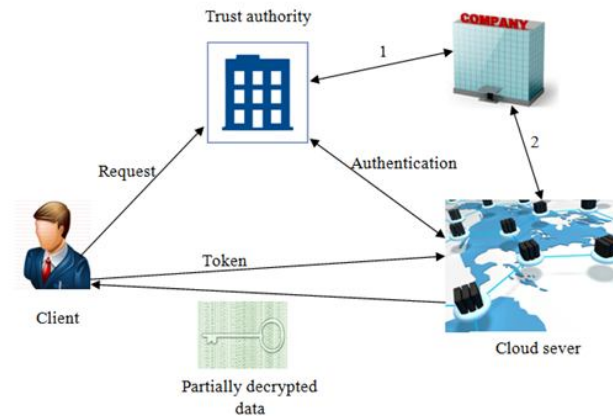 Trust authority
COMPANY
1
2
Request
Authentication
Token
Client
Cloud sever
Partially decrypted
data